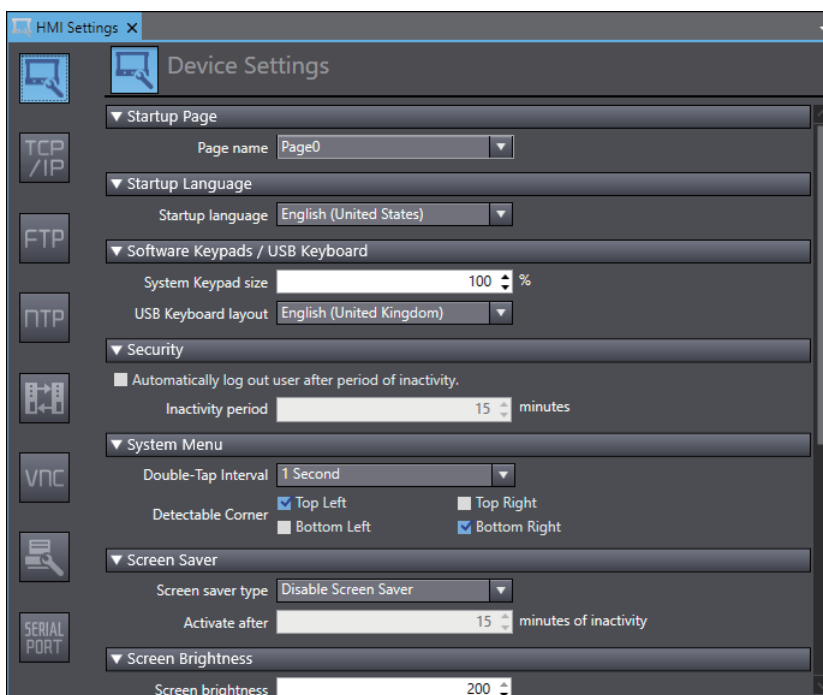 HMI Settings
Device Settings
TCP
/IP
FTP
NTP
VNC
SERIAL
PORT
Startup Page
Page name Page0
Startup Language
Startup language English (United States)
Software Keypads / USB Keyboard
System Keypad size 100 %
USB Keyboard layout English (United Kingdom)
Security
Automatically log out user after period of inactivity.
Inactivity period 15 minutes
System Menu
Double-Tap Interval 1 Second
Detectable Corner
Top Left Top Right
Bottom Left Bottom Right
Screen Saver
Screen saver type Disable Screen Saver
Activate after 15 minutes of inactivity
Screen Brightness
Screen brightness 200